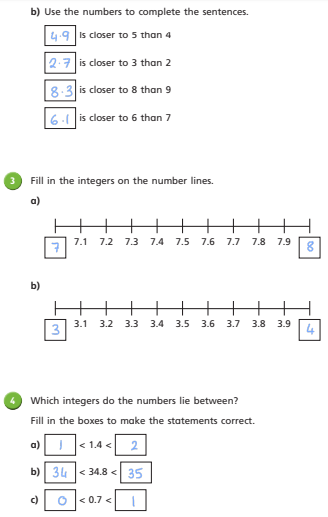 b) Use the numbers to complete the sentences.
4.9 Is closer to 5 than 4
2.7 is closer to 3 than 2
8.3 is closer to 8 than 9
6.1 is closer to 6 than 7
3 Fill in the integers on the number lines.
a)
7 7.1 7.2 7.3 7.4 7.5 7.6 7.7 7.8 7.9 8
b)
3 3.1 3.2 3.3 3.4 3.5 3.6 3.7 3.8 3.9 4
4 Which integers do the numbers lie between?
Fill in the boxes to make the statements correct.
a) 1 < 1.4 < 2
b) 34 < 34.8 < 35
c) 0 < 0.7 < 1